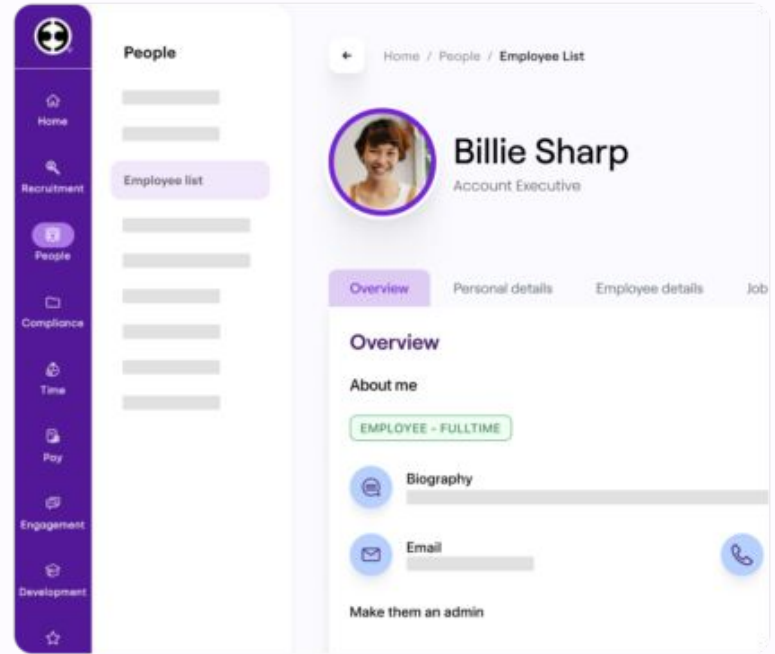 People
Home / People / Employee List
Home
Recruitment
People
Compliance
Time
Pay
Engagement
Development
Employee list
Billie Sharp
Account Executive
Overview
Personal details
Employee details
Job
Overview
About me
EMPLOYEE - FULLTIME
Biography
Email
Make them an admin